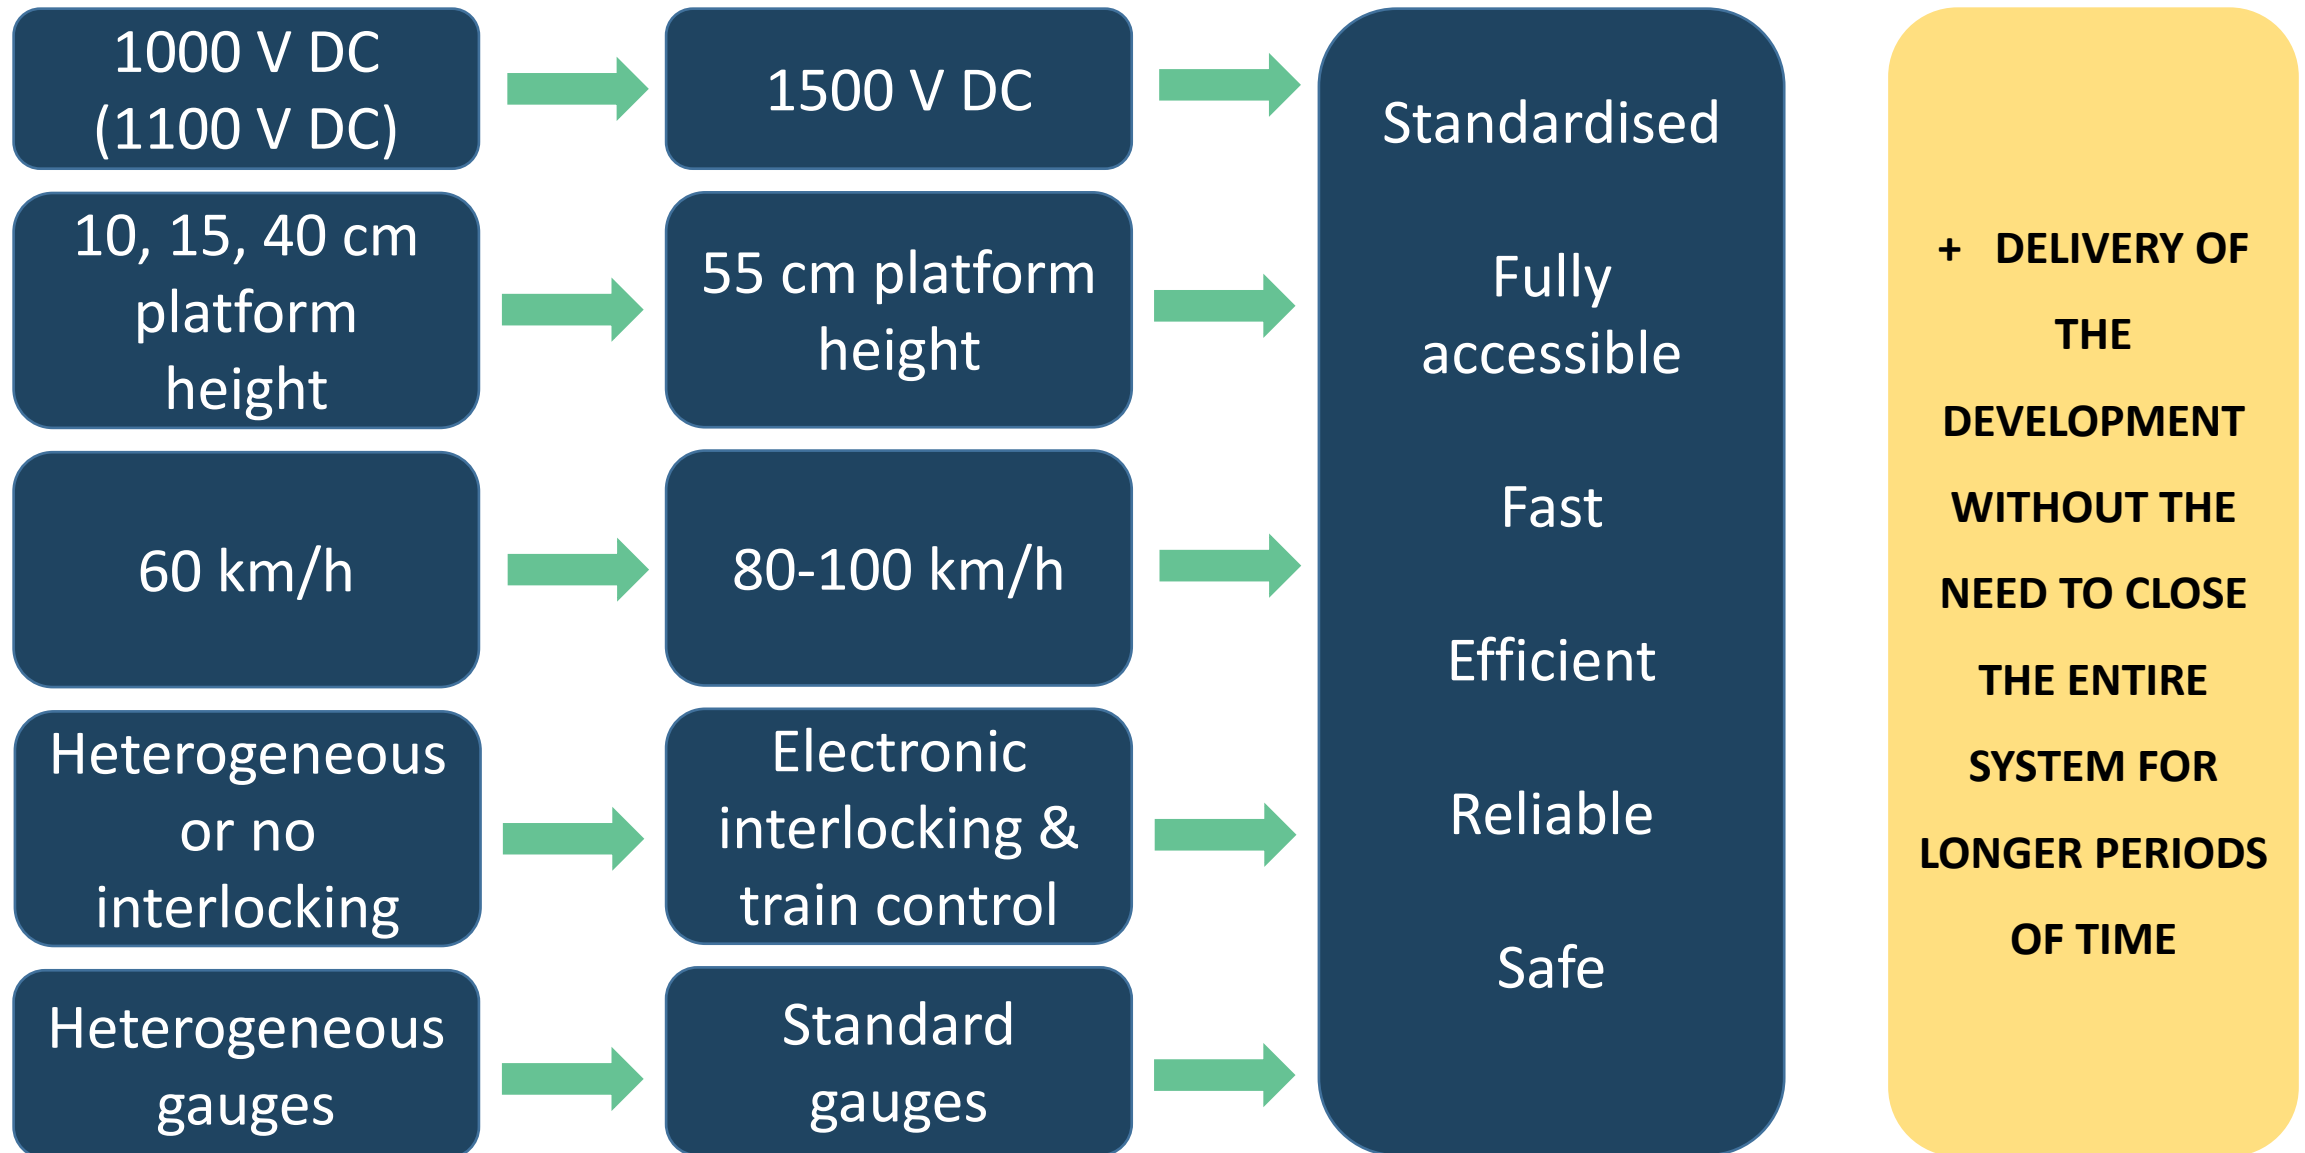 1000 V DC
(1100 V DC)
1500 V DC
10, 15, 40 cm
platform
height
55 cm platform
height
60 km/h
80-100 km/h
Heterogeneous
or no
interlocking
Electronic
interlocking &
train control
Heterogeneous
gauges
Standard
gauges
Standardised
Fully
accessible
Fast
Efficient
Reliable
Safe
+ DELIVERY OF
THE
DEVELOPMENT
WITHOUT THE
NEED TO CLOSE
THE ENTIRE
SYSTEM FOR
LONGER PERIODS
OF TIME